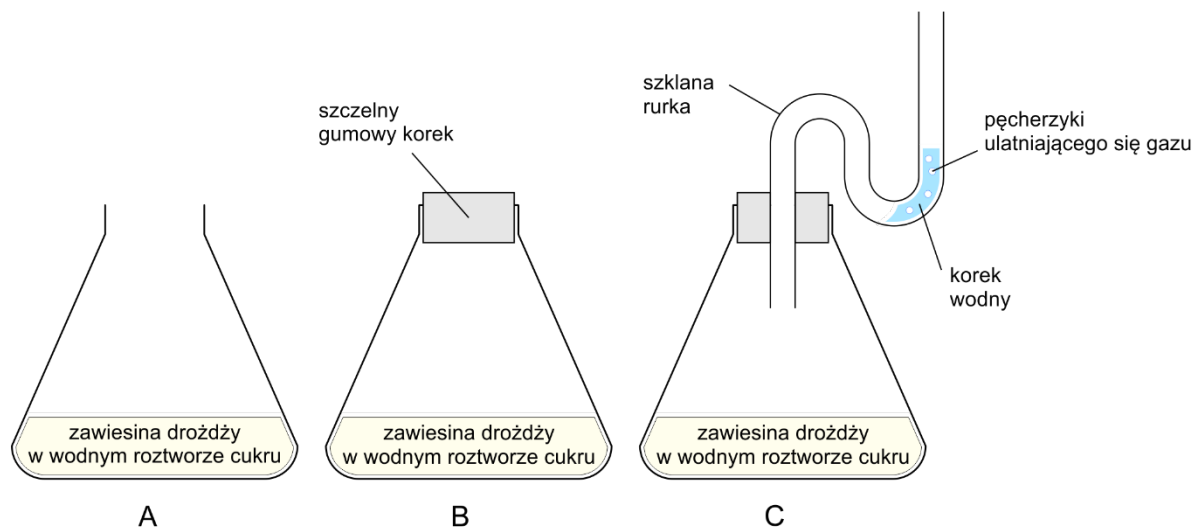 szczelny
gumowy korek
szklana
rurka
pęcherzyki
ulatniającego się gazu
korek
wodny
zawiesina drożdży
w wodnym roztworze cukru
zawiesina drożdży
w wodnym roztworze cukru
zawiesina drożdży
w wodnym roztworze cukru
A
B
C